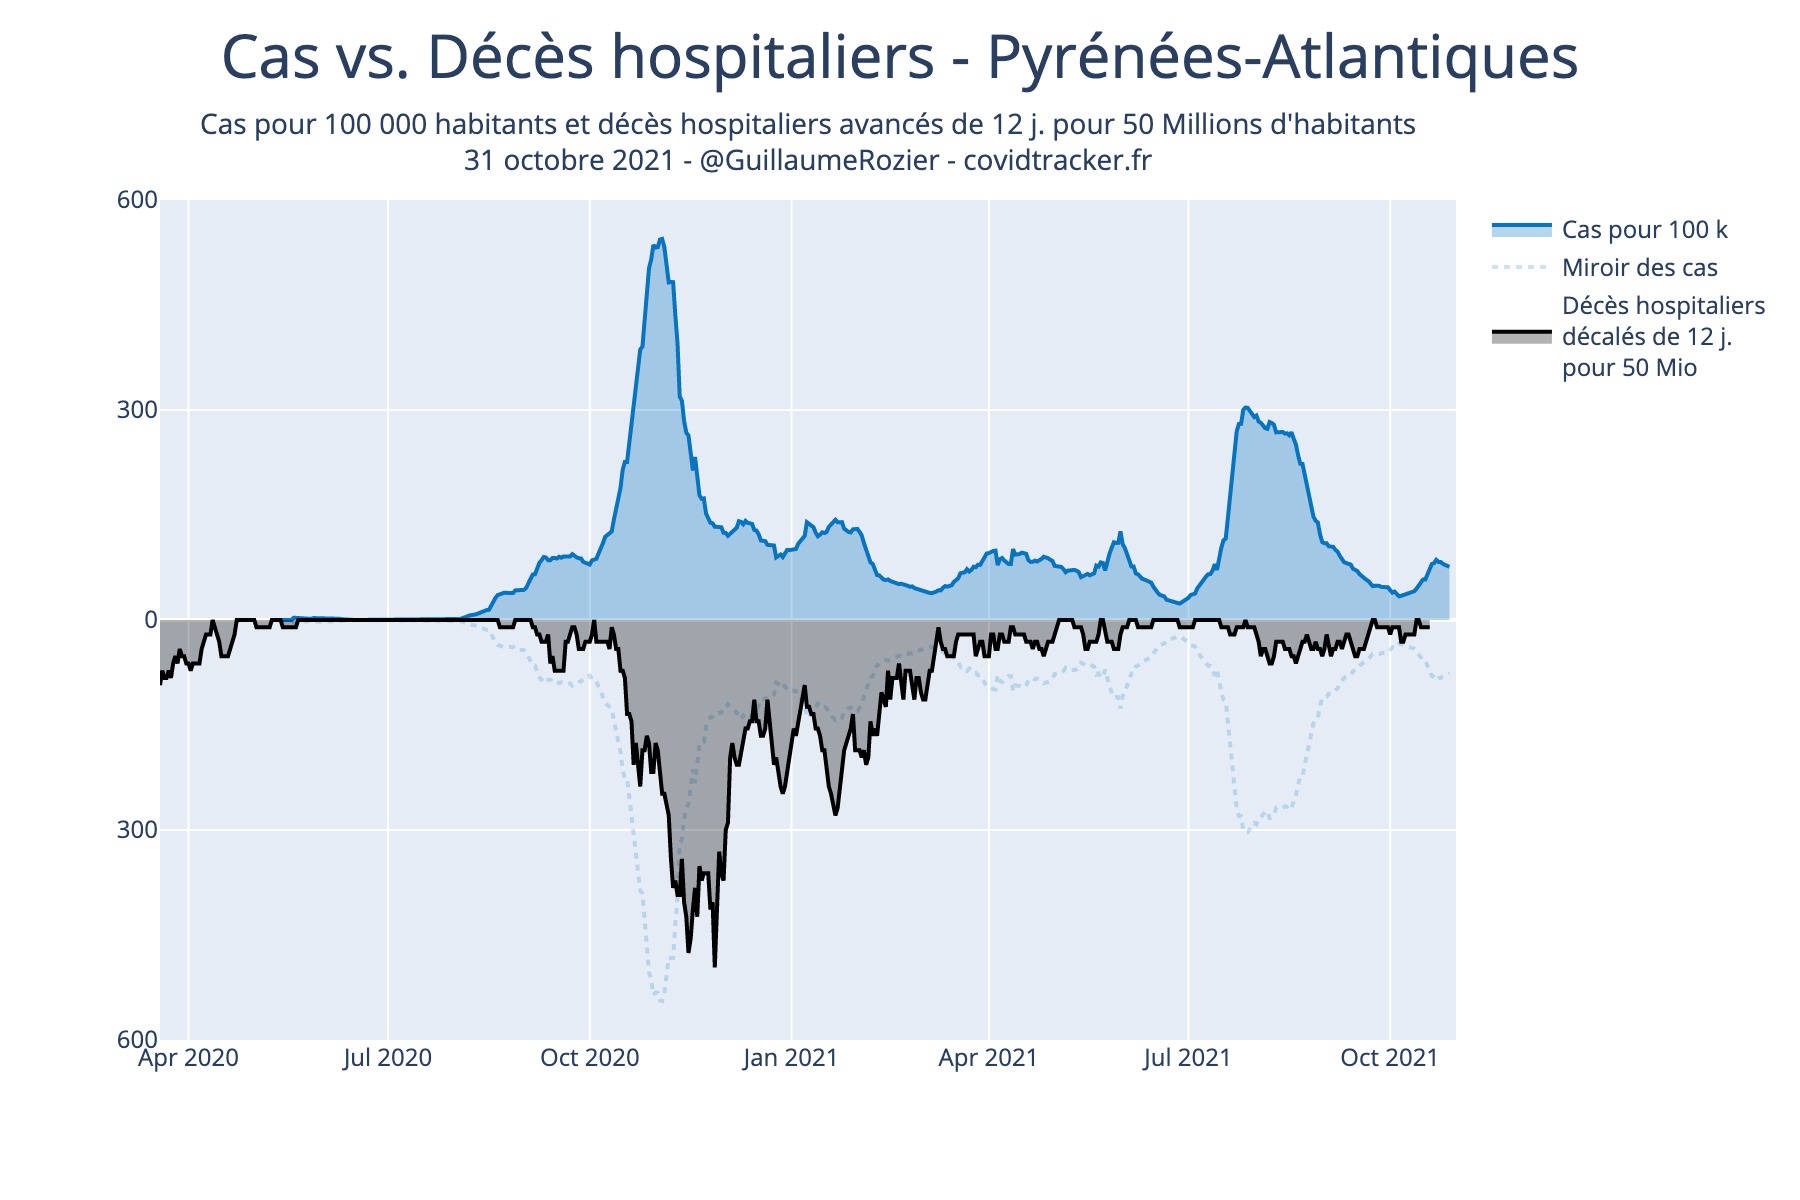 Cas vs. Décès hospitaliers - Pyrénées-Atlantiques
Cas pour 100 000 habitants et décès hospitaliers avancés de 12 j. pour 50 Millions d'habitants
31 octobre 2021 - @GuillaumeRozier - covidtracker.fr
600
300
0
300
600
Apr 2020
Jul 2020
Oct 2020
Jan 2021
Apr 2021
Jul 2021
Oct 2021
Cas pour 100 k
Miroir des cas
Décès hospitaliers
décalés de 12 j.
pour 50 Mio